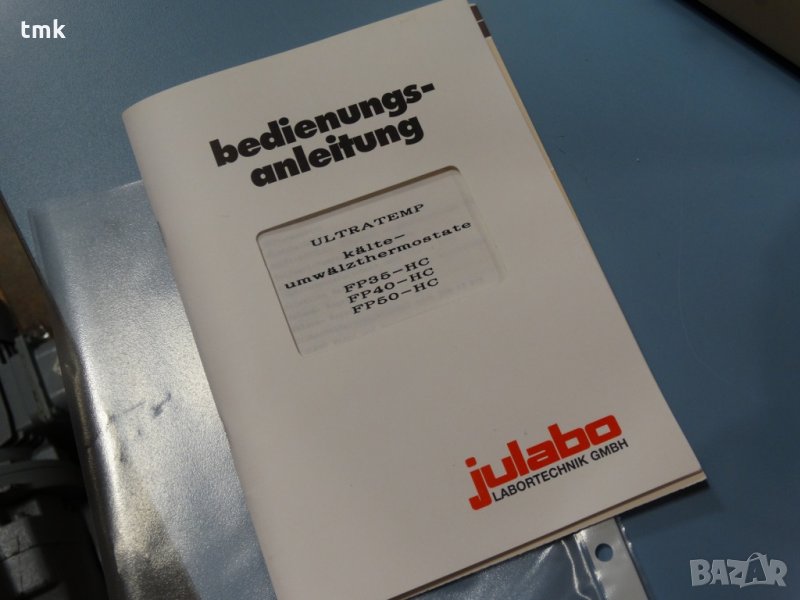 tmk
bedienungs-
anleitung
ULTRATEMP
kälte-
umwälzthermostate
FP35-HC
FP40-HC
FP50-HC
julabo
LABORTECHNIK GMBH
BAZAR